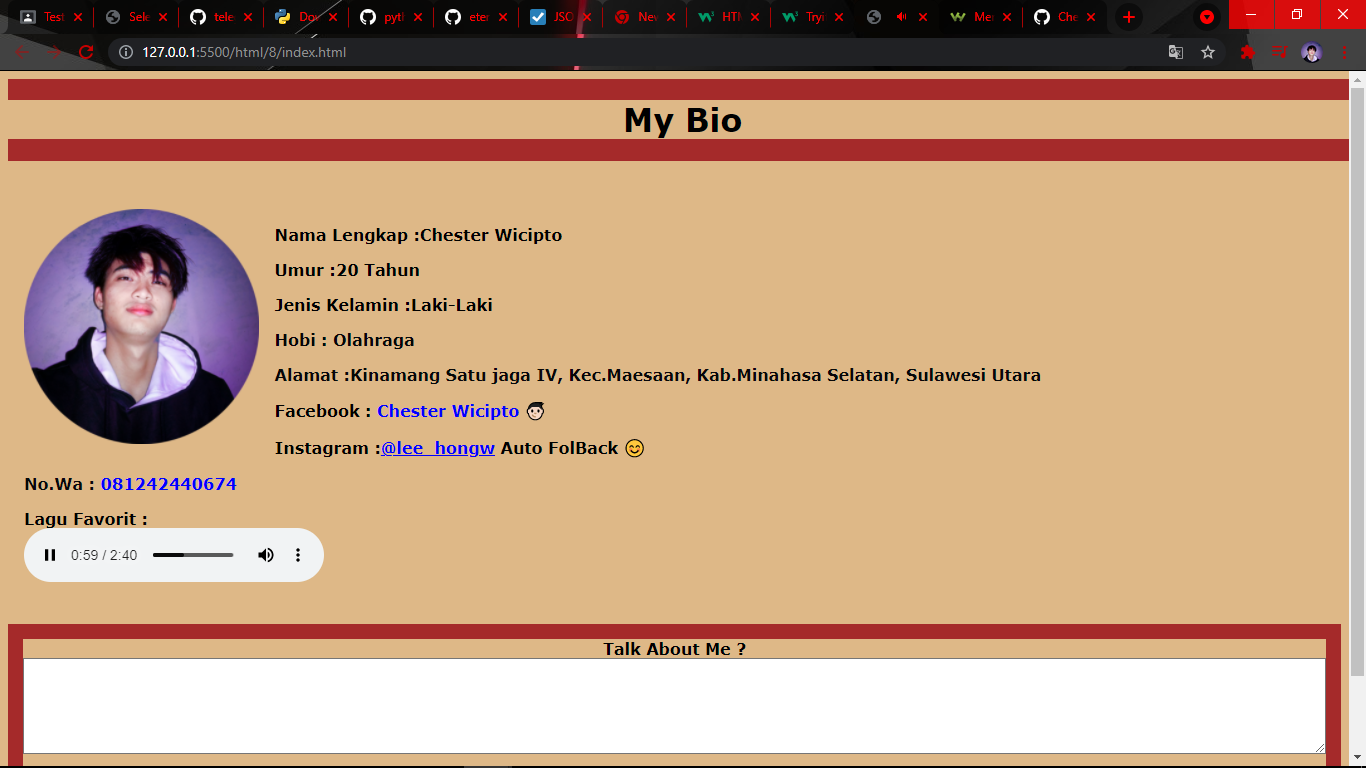 Test
Sele
tele
Dow
pyth
eter
JSO
Nev
HTI
Tryi
Mer
Che
127.0.0.1:5500/html/8/index.html
My Bio
Nama Lengkap :Chester Wicipto
Umur :20 Tahun
Jenis Kelamin :Laki-Laki
Hobi : Olahraga
Alamat :Kinamang Satu jaga IV, Kec.Maesaan, Kab.Minahasa Selatan, Sulawesi Utara
Facebook : Chester Wicipto
Instagram :@lee_hongw Auto FolBack 😊
No.Wa : 081242440674
Lagu Favorit :
0:59 / 2:40
Talk About Me ?